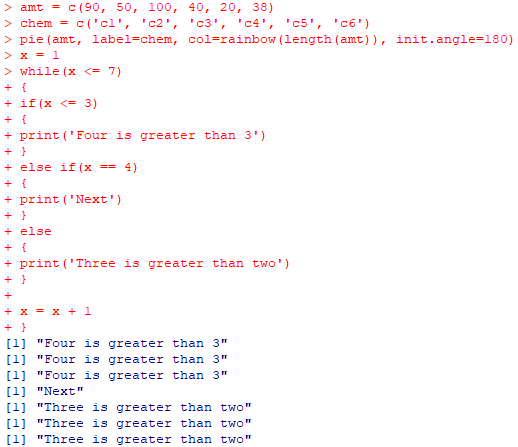 > amt = c(90, 50, 100, 40, 20, 38)
> chem = c('c1', 'c2', 'c3', 'c4', 'c5', 'c6')
> pie(amt, label=chem, col=rainbow(length(amt)), init.angle=180)
> x = 1
> while(x <= 7)
+ {
+ if(x <= 3)
+ {
+ print('Four is greater than 3')
+ }
+ else if(x == 4)
+ {
+ print('Next')
+ }
+ else
+ {
+ print('Three is greater than two')
+ }
+
+ x = x + 1
+ }
[1] "Four is greater than 3"
[1] "Four is greater than 3"
[1] "Four is greater than 3"
[1] "Next"
[1] "Three is greater than two"
[1] "Three is greater than two"
[1] "Three is greater than two"